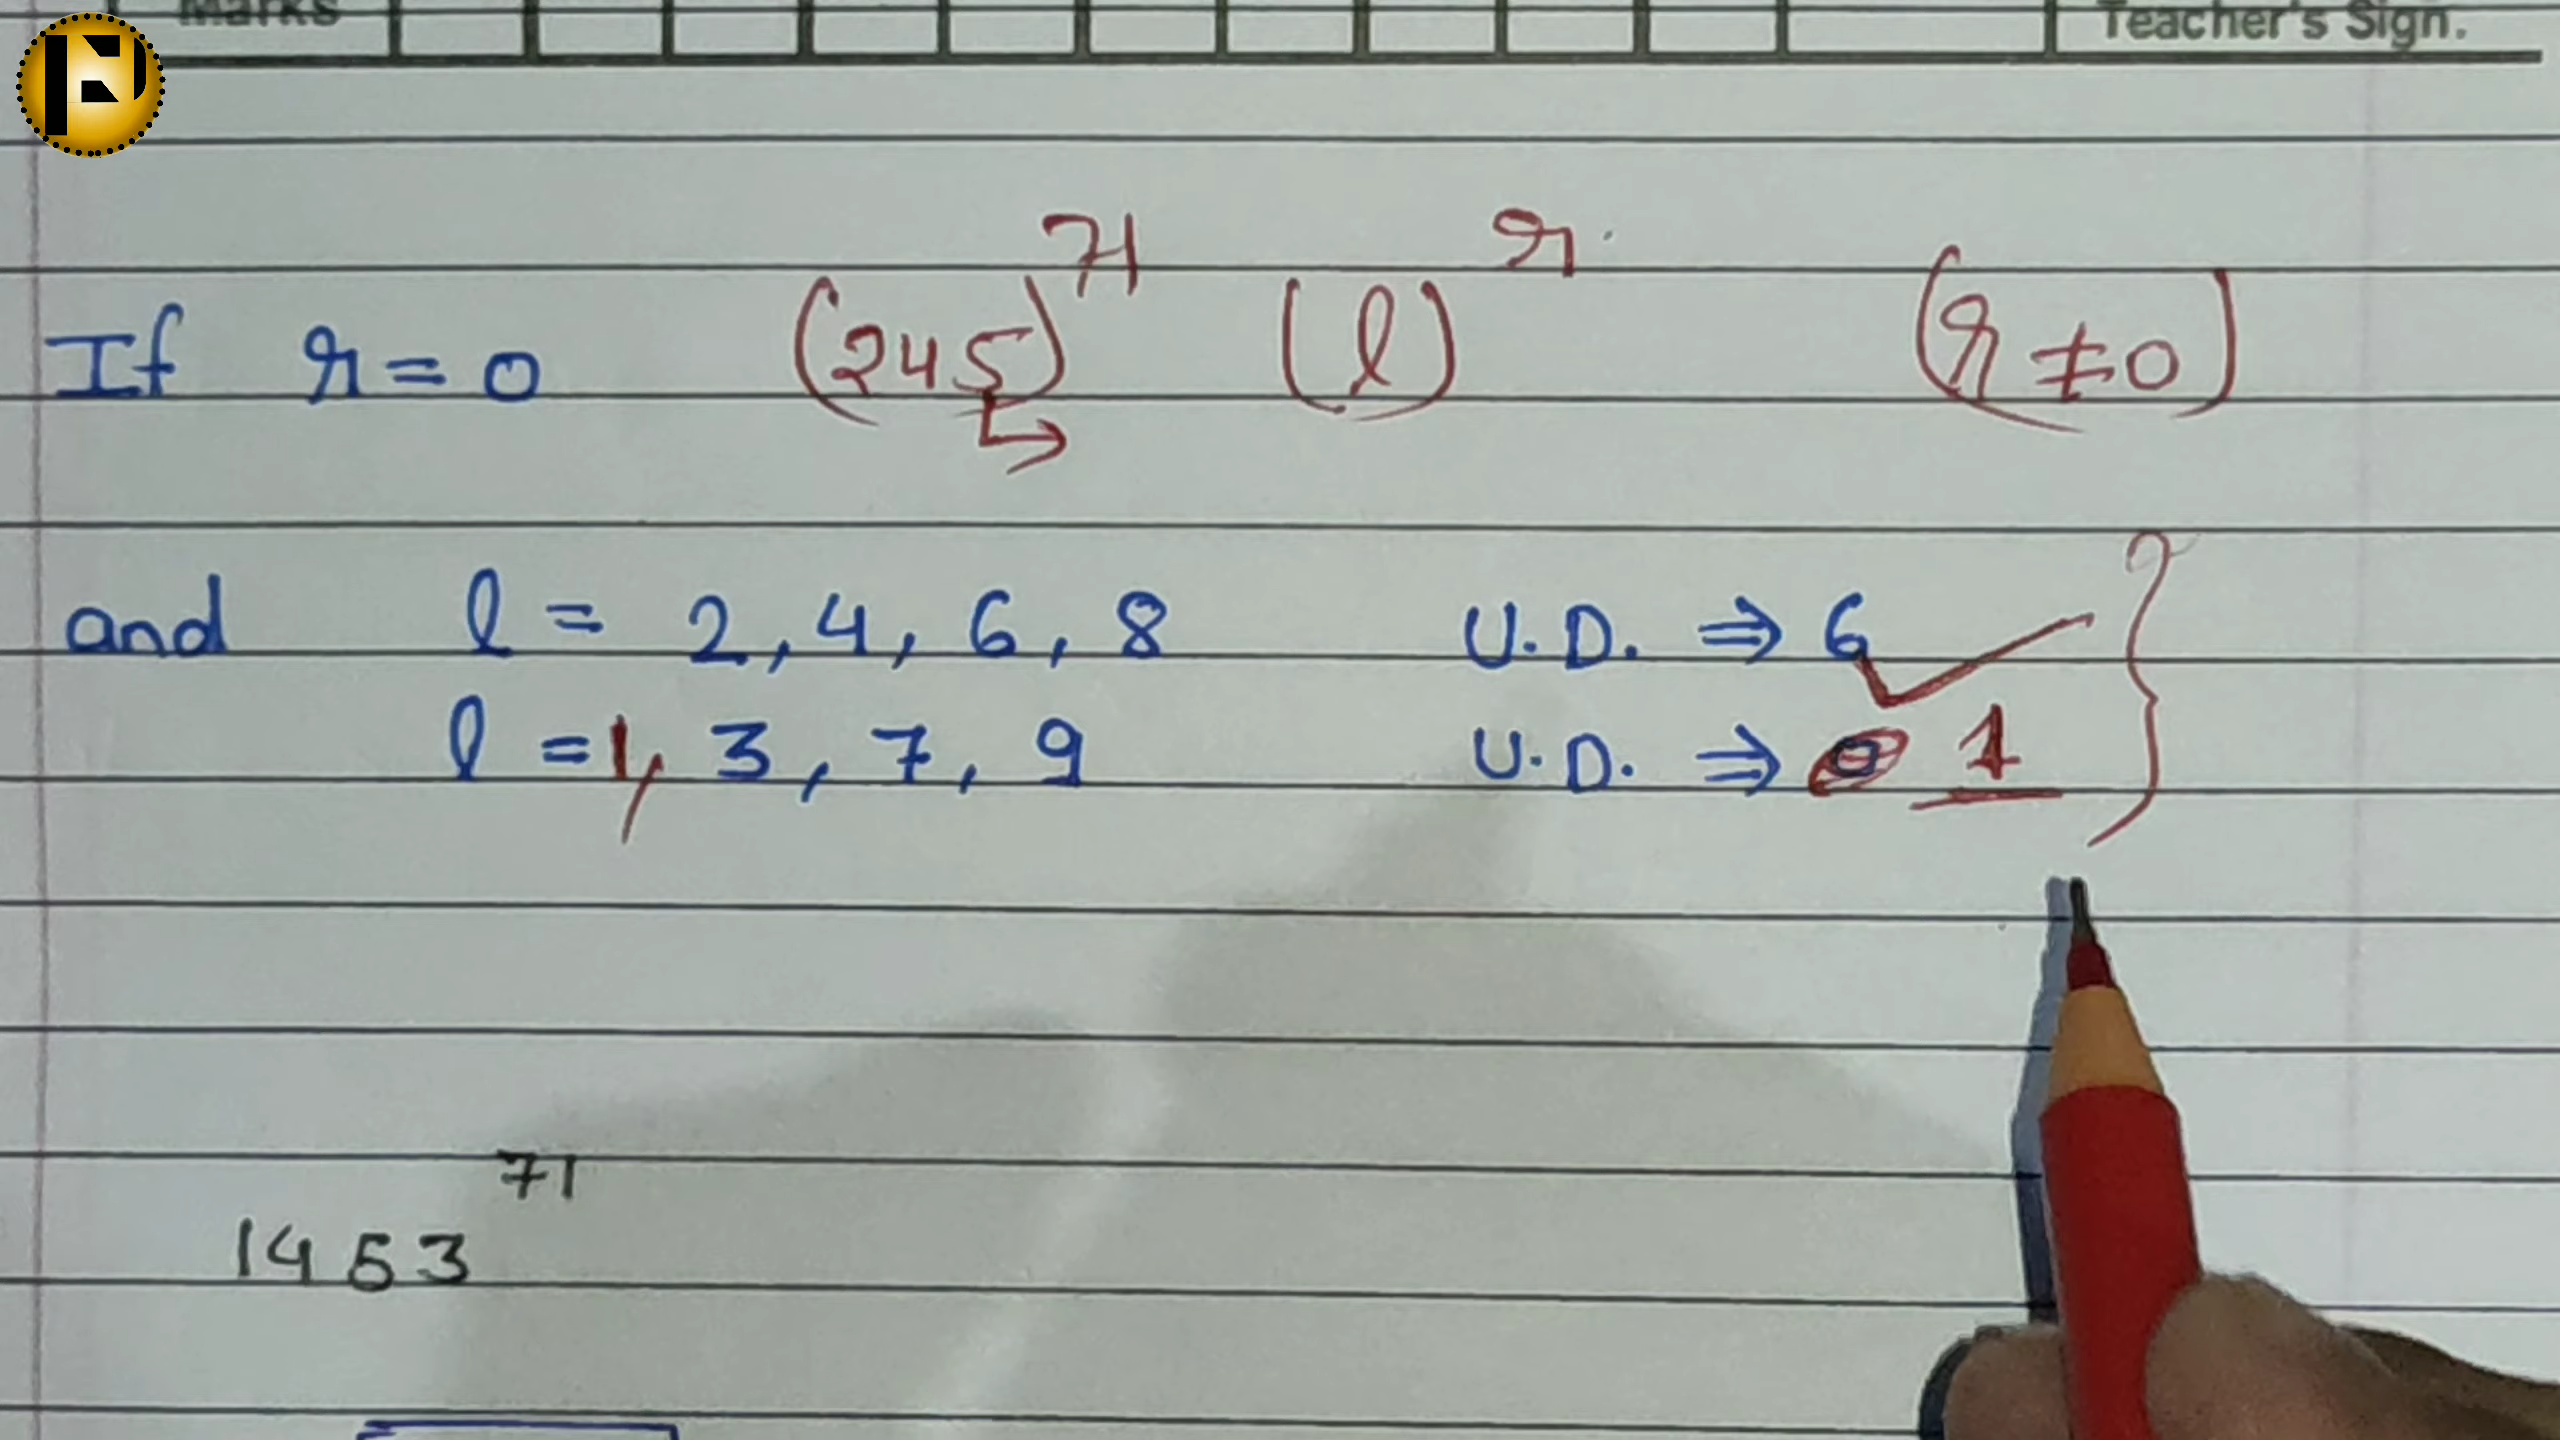 Marks Teacher's Sign.
If r = 0 (245)^71 (l)^r (r ≠ 0)
and l = 2, 4, 6, 8 U.D. ⇒ 6
l = 1, 3, 7, 9 U.D. ⇒ 1
1453^71